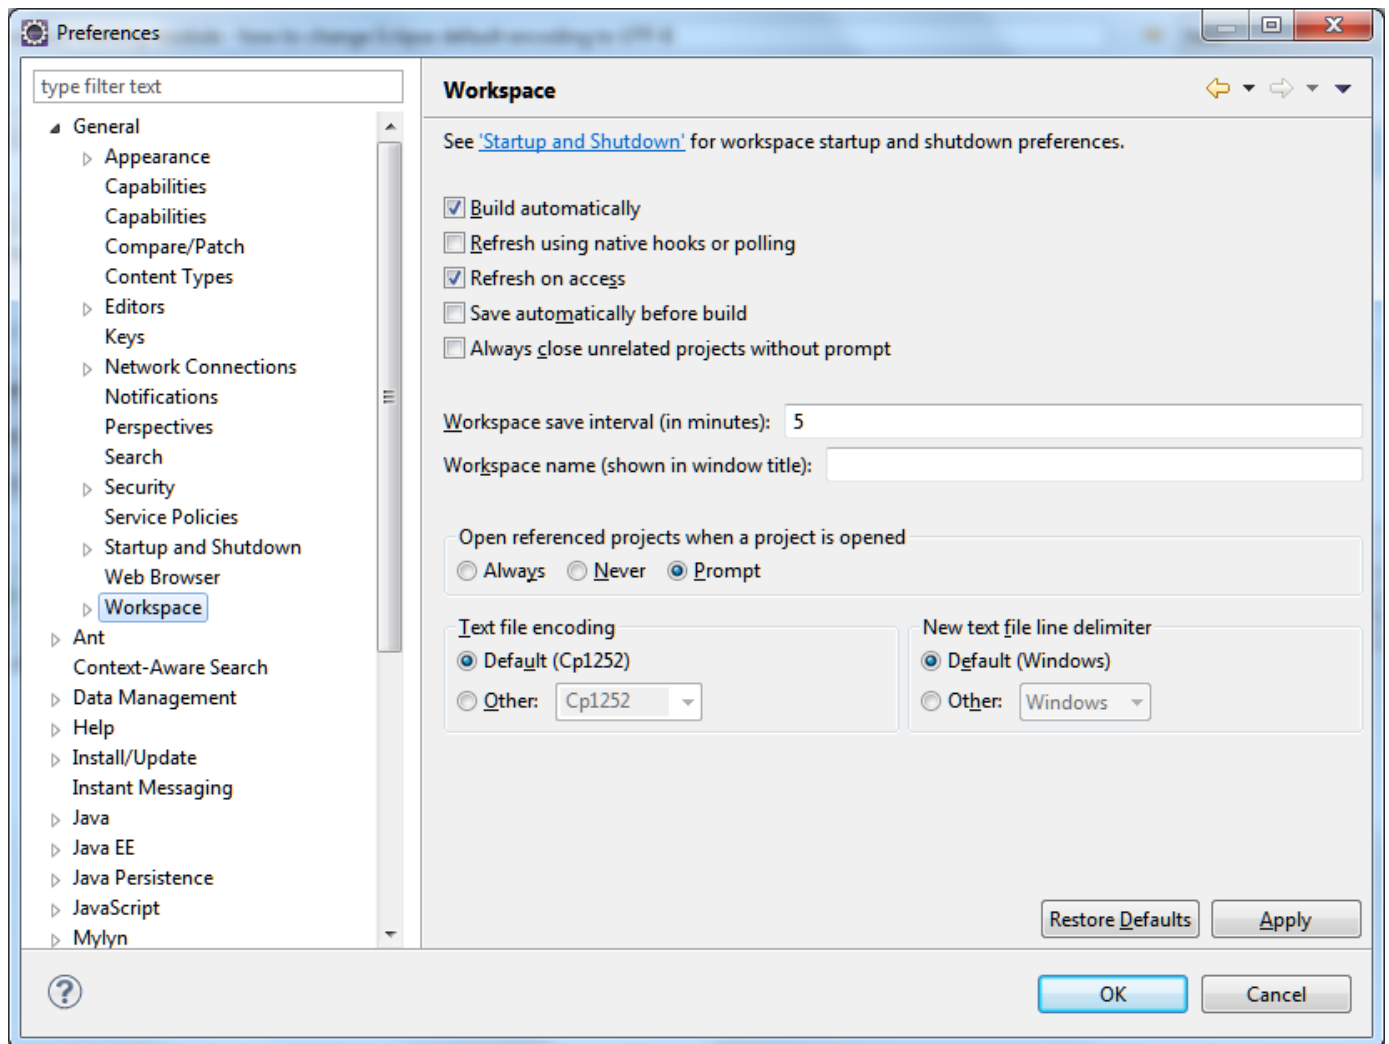 Preferences
type filter text
General
Appearance
Capabilities
Capabilities
Compare/Patch
Content Types
Editors
Keys
Network Connections
Notifications
Perspectives
Search
Security
Service Policies
Startup and Shutdown
Web Browser
Workspace
Ant
Context-Aware Search
Data Management
Help
Install/Update
Instant Messaging
Java
Java EE
Java Persistence
JavaScript
Mylyn
Workspace
See 'Startup and Shutdown' for workspace startup and shutdown preferences.
Build automatically
Refresh using native hooks or polling
Refresh on access
Save automatically before build
Always close unrelated projects without prompt
Workspace save interval (in minutes): 5
Workspace name (shown in window title):
Open referenced projects when a project is opened
Always Never Prompt
Text file encoding
Default (Cp1252)
Other: Cp1252
New text file line delimiter
Default (Windows)
Other: Windows
Restore Defaults Apply
? OK Cancel